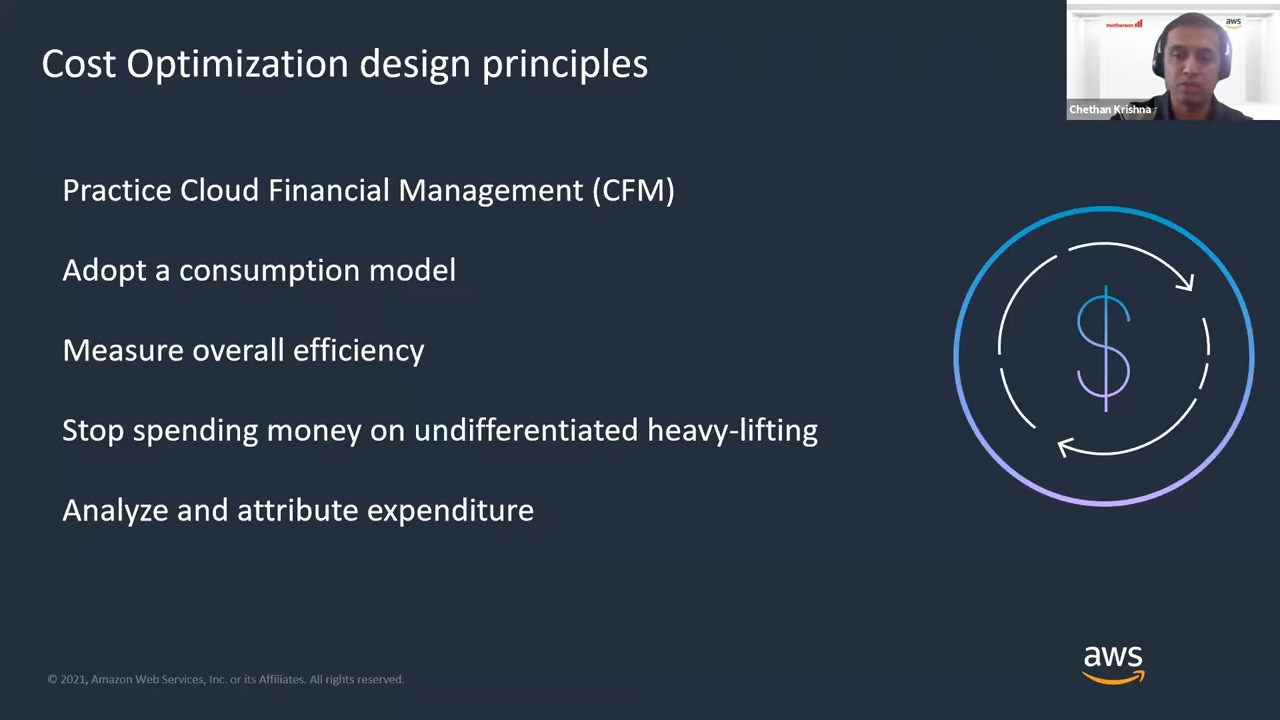 Cost Optimization design principles
motherson
aws
Chethan Krishna
Practice Cloud Financial Management (CFM)
Adopt a consumption model
Measure overall efficiency
Stop spending money on undifferentiated heavy-lifting
Analyze and attribute expenditure
$
© 2021, Amazon Web Services, Inc. or its Affiliates. All rights reserved.
aws